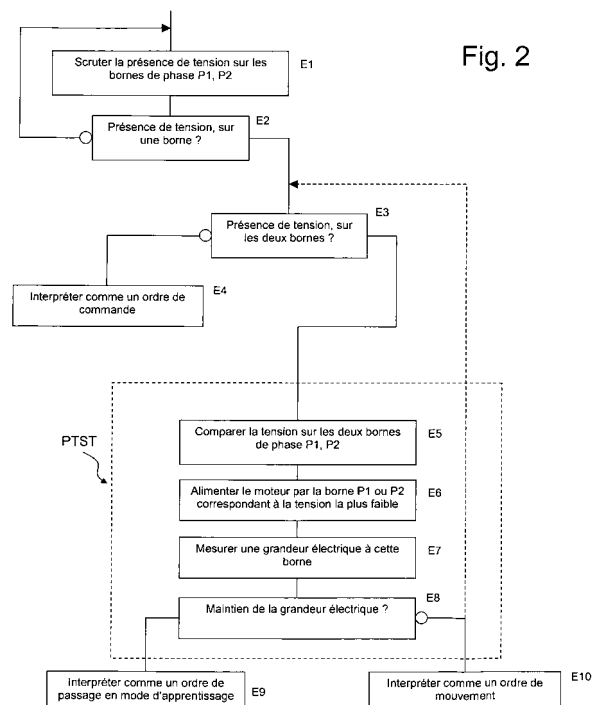 Fig. 2
Scruter la présence de tension sur les
bornes de phase P1, P2
E1
Présence de tension, sur
une borne ?
E2
Présence de tension, sur
les deux bornes ?
E3
Interpréter comme un ordre de
commande
E4
PTST
Comparer la tension sur les deux bornes
de phase P1, P2
E5
Alimenter le moteur par la borne P1 ou P2
correspondant à la tension la plus faible
E6
Mesurer une grandeur électrique à cette
borne
E7
Maintien de la grandeur électrique ?
E8
Interpréter comme un ordre de
passage en mode d'apprentissage
E9
Interpréter comme un ordre de
mouvement
E10